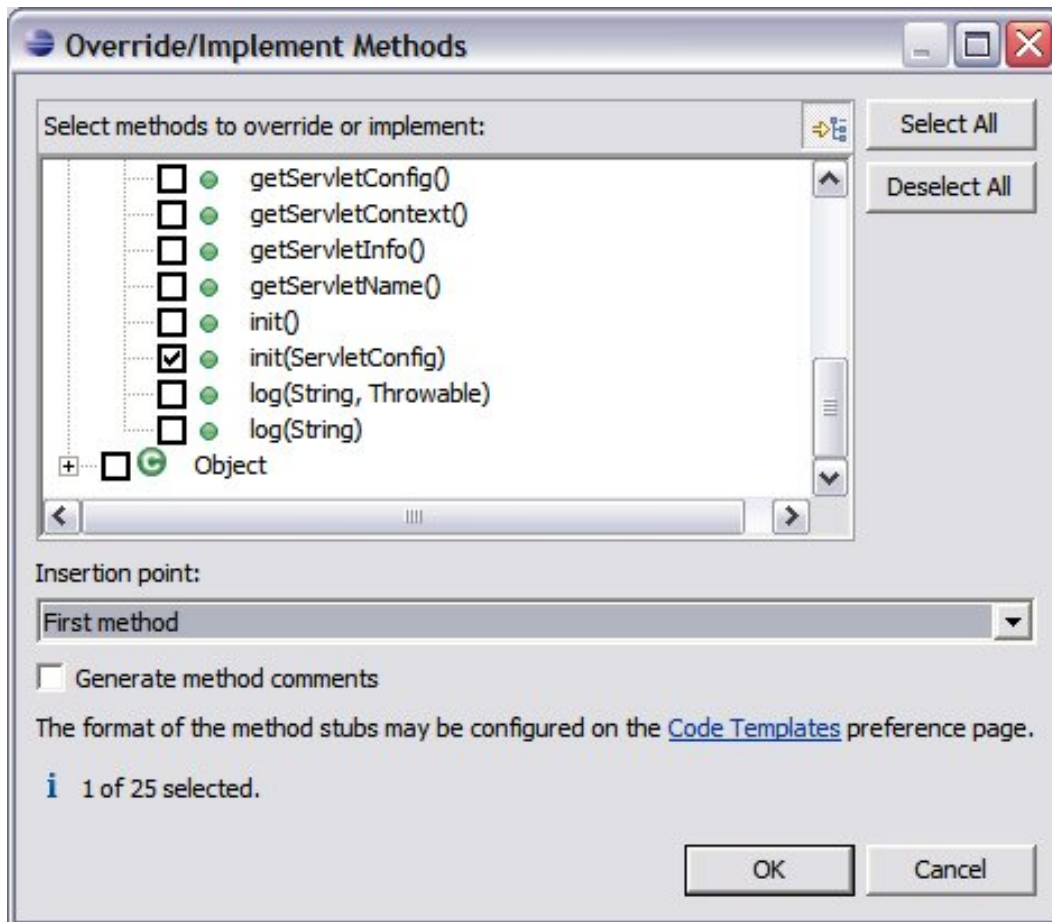 Override/Implement Methods
Select methods to override or implement:
Select All
Deselect All
getServletConfig()
getServletContext()
getServletInfo()
getServletName()
init()
init(ServletConfig)
log(String, Throwable)
log(String)
Object
Insertion point:
First method
Generate method comments
The format of the method stubs may be configured on the Code Templates preference page.
1 of 25 selected.
OK
Cancel